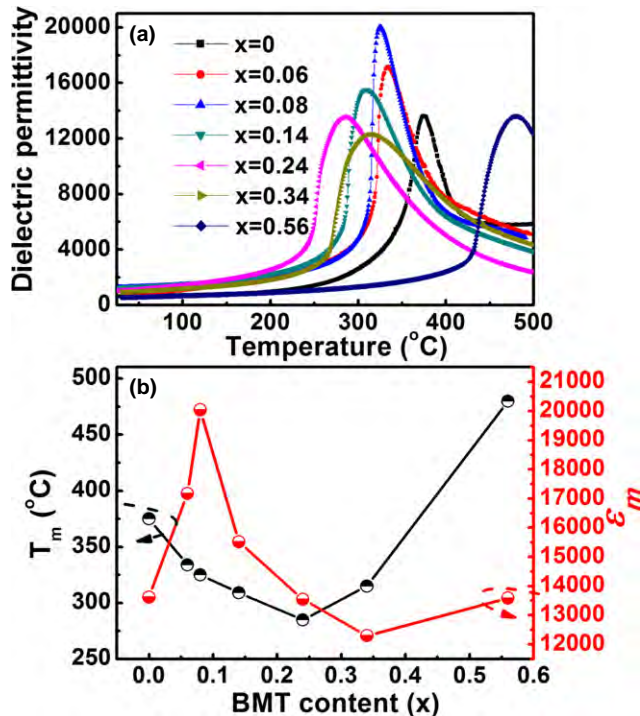 (a)
Dielectric permittivity
20000
16000
12000
8000
4000
0
x=0
x=0.06
x=0.08
x=0.14
x=0.24
x=0.34
x=0.56
100 200 300 400 500
Temperature (°C)
(b)
Tm (°C)
500
450
400
350
300
250
εm
21000
20000
19000
18000
17000
16000
15000
14000
13000
12000
0.0 0.1 0.2 0.3 0.4 0.5 0.6
BMT content (x)